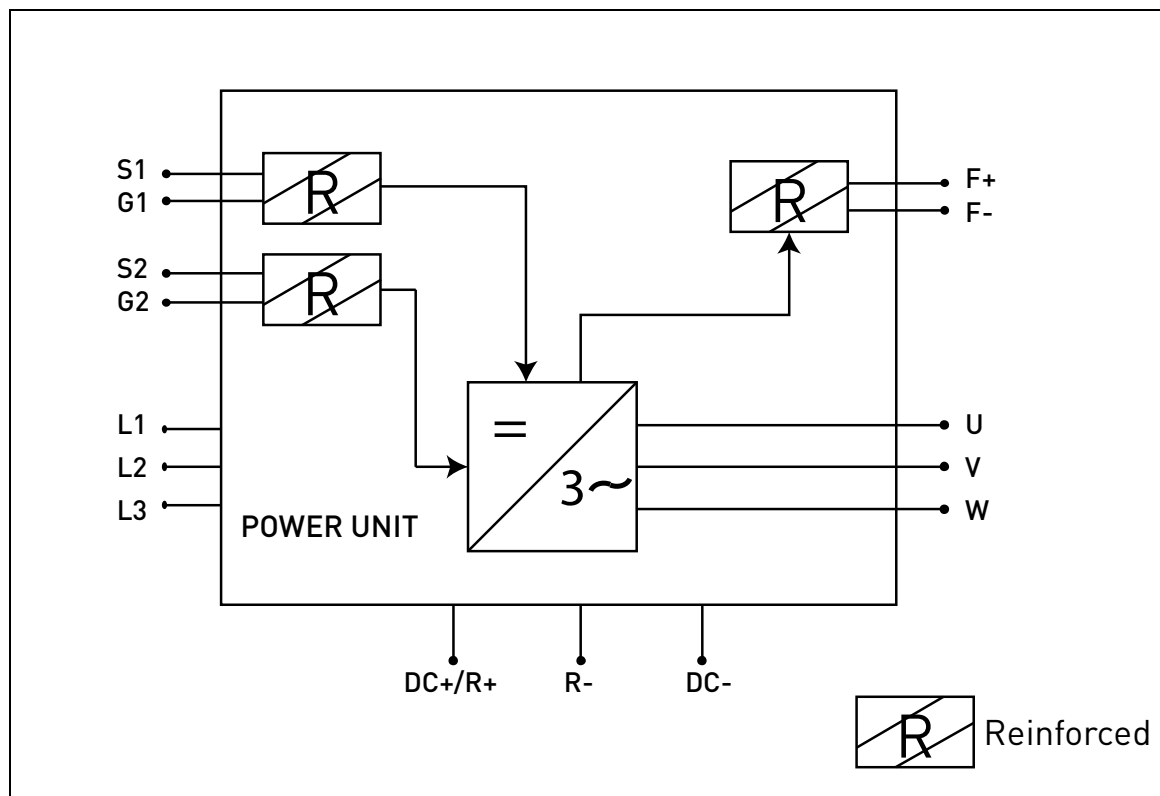 S1
G1
R
S2
G2
R
R
F+
F-
L1
L2
L3
POWER UNIT
=
3~
U
V
W
DC+/R+
R-
DC-
R
Reinforced